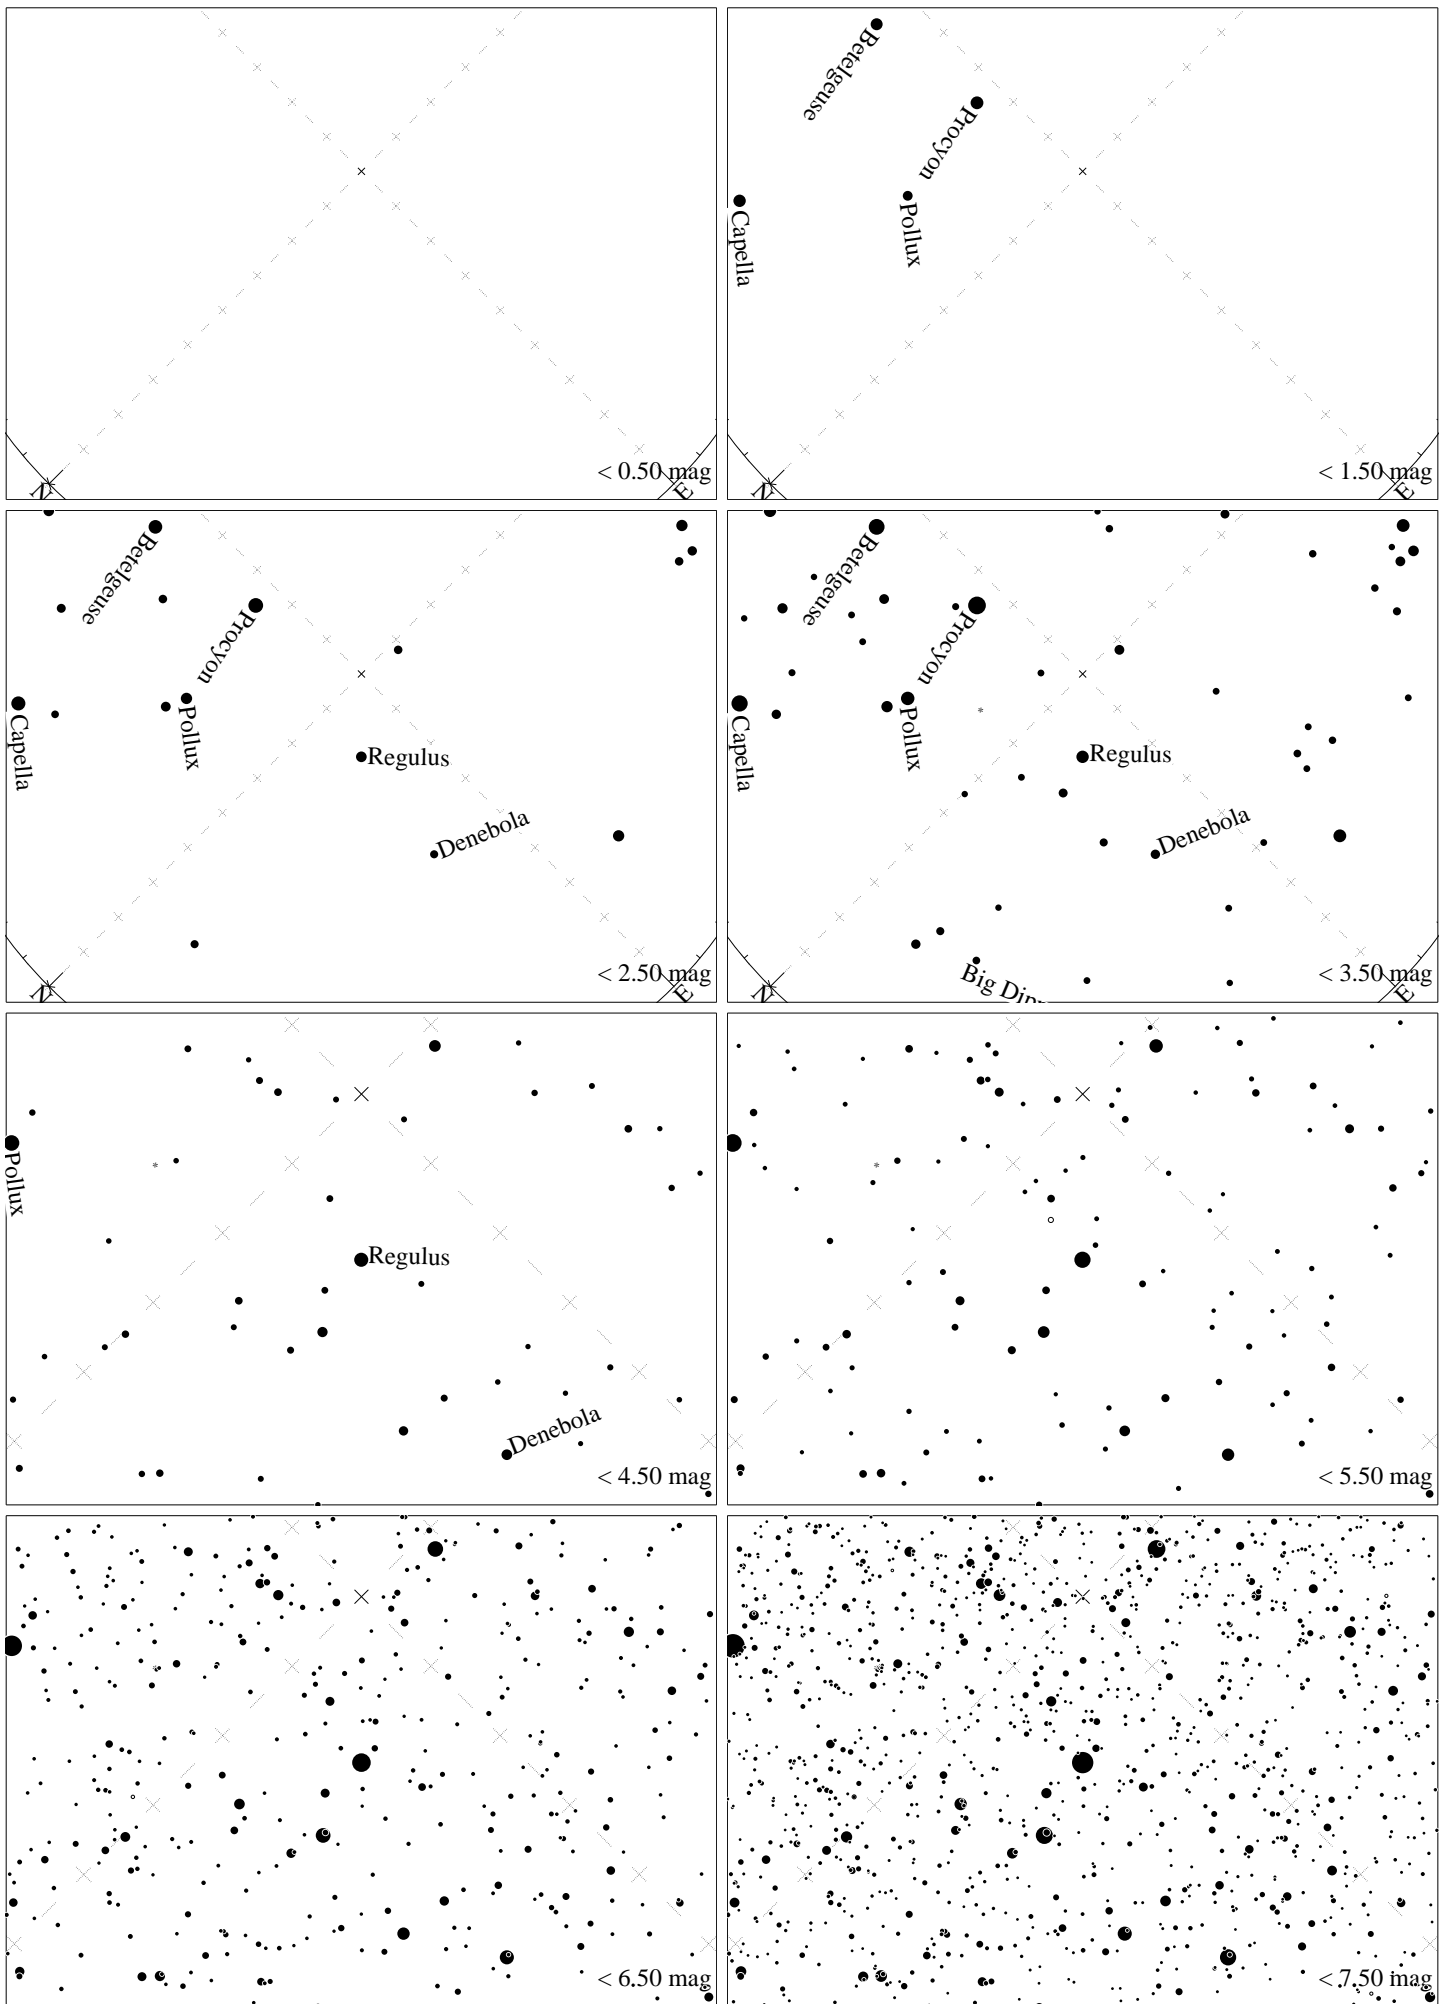 N
E
< 0.50 mag
Betelgeuse
Procyon
Capella
Pollux
N
E
< 1.50 mag
Betelgeuse
Procyon
Capella
Pollux
Regulus
Denebola
N
E
< 2.50 mag
Betelgeuse
Procyon
Capella
Pollux
Regulus
Denebola
Big Dip
N
E
< 3.50 mag
Pollux
Regulus
Denebola
< 4.50 mag
< 5.50 mag
< 6.50 mag
< 7.50 mag